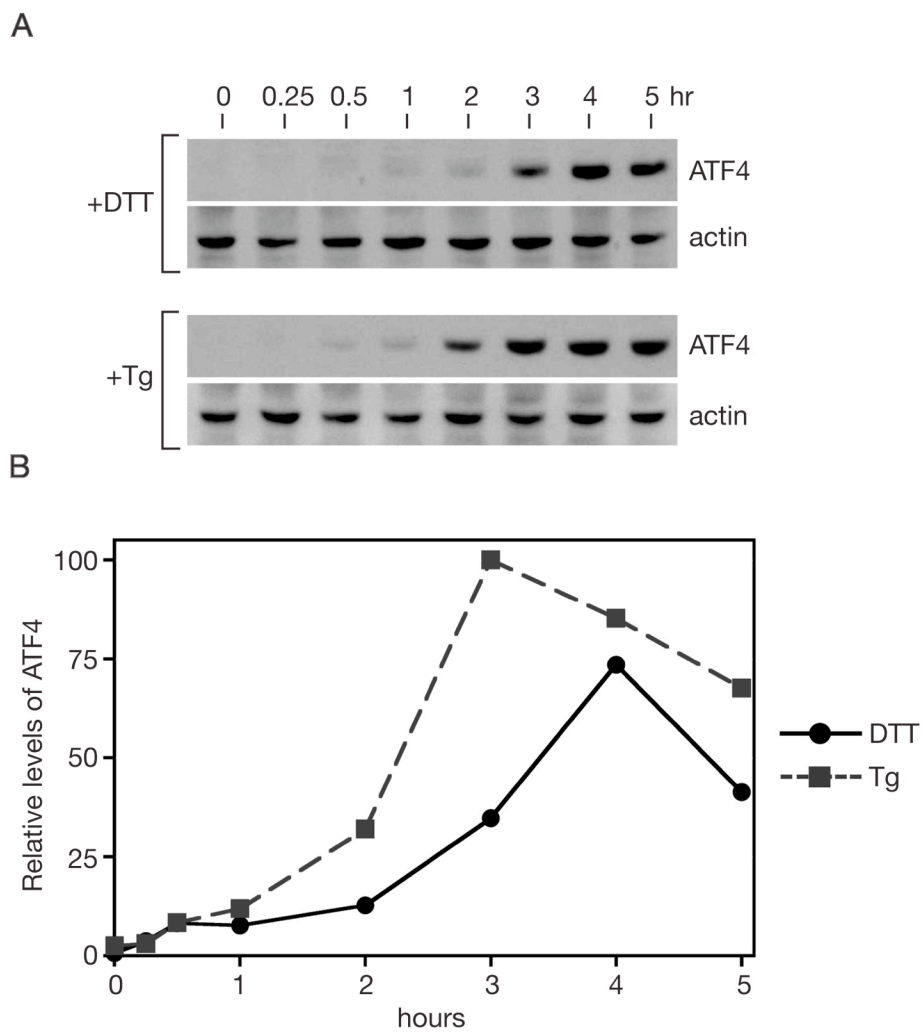 A
0 0.25 0.5 1 2 3 4 5 hr
+DTT
ATF4
actin
+Tg
ATF4
actin
B
Relative levels of ATF4
100
75
50
25
0
0 1 2 3 4 5
hours
DTT
Tg